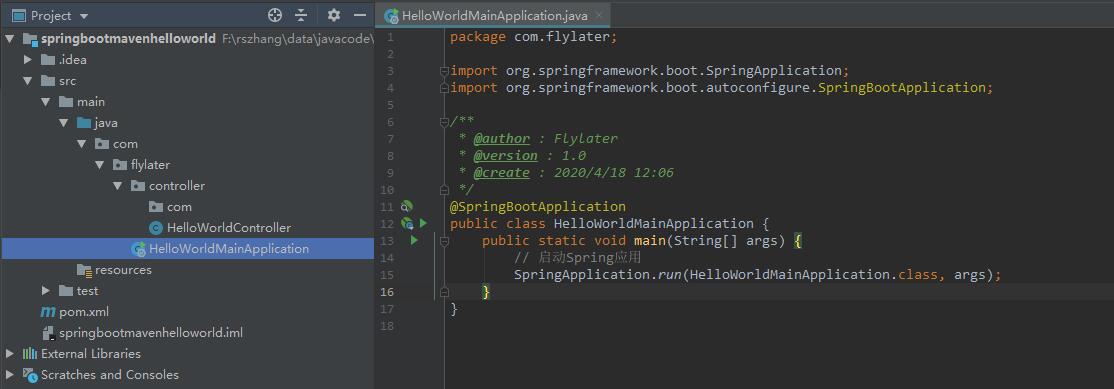 Project
springbootmavenhelloworld F:\rszhang\data\javacode\
.idea
src
main
java
com
flylater
controller
com
HelloWorldController
HelloWorldMainApplication
resources
test
pom.xml
springbootmavenhelloworld.iml
External Libraries
Scratches and Consoles
HelloWorldMainApplication.java
1 package com.flylater;
2
3 import org.springframework.boot.SpringApplication;
4 import org.springframework.boot.autoconfigure.SpringBootApplication;
5
6 /**
7 * @author : Flylater
8 * @version : 1.0
9 * @create : 2020/4/18 12:06
10 */
11 @SpringBootApplication
12 public class HelloWorldMainApplication {
13 public static void main(String[] args) {
14 // 启动Spring应用
15 SpringApplication.run(HelloWorldMainApplication.class, args);
16 }
17 }
18